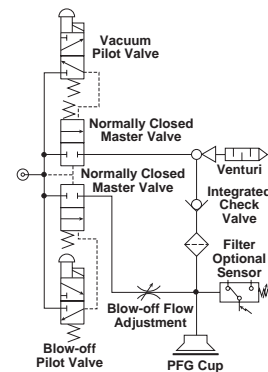 Vacuum
Pilot Valve
Normally Closed
Master Valve
Venturi
Normally Closed
Master Valve
Integrated
Check
Valve
Filter
Optional
Sensor
Blow-off Flow
Adjustment
Blow-off
Pilot Valve
PFG Cup